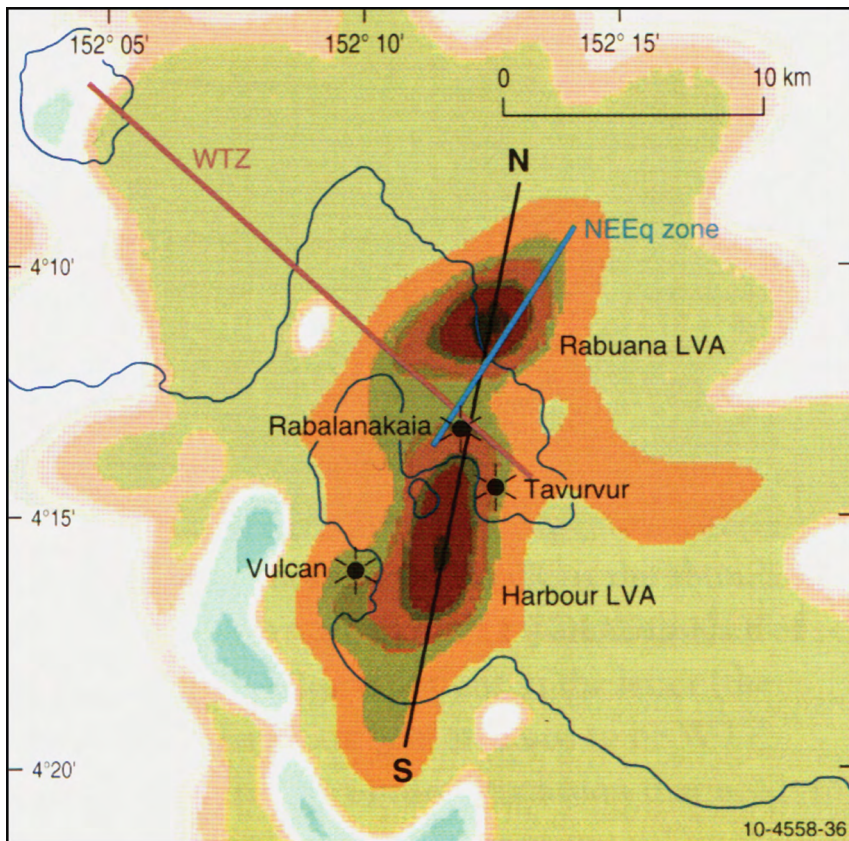 152° 05'
152° 10'
152° 15'
0
10 km
WTZ
N
NEEq zone
4°10'
Rabuana LVA
Rabalanakaia
Tavurvur
4°15'
Vulcan
Harbour LVA
4°20'
S
10-4558-36